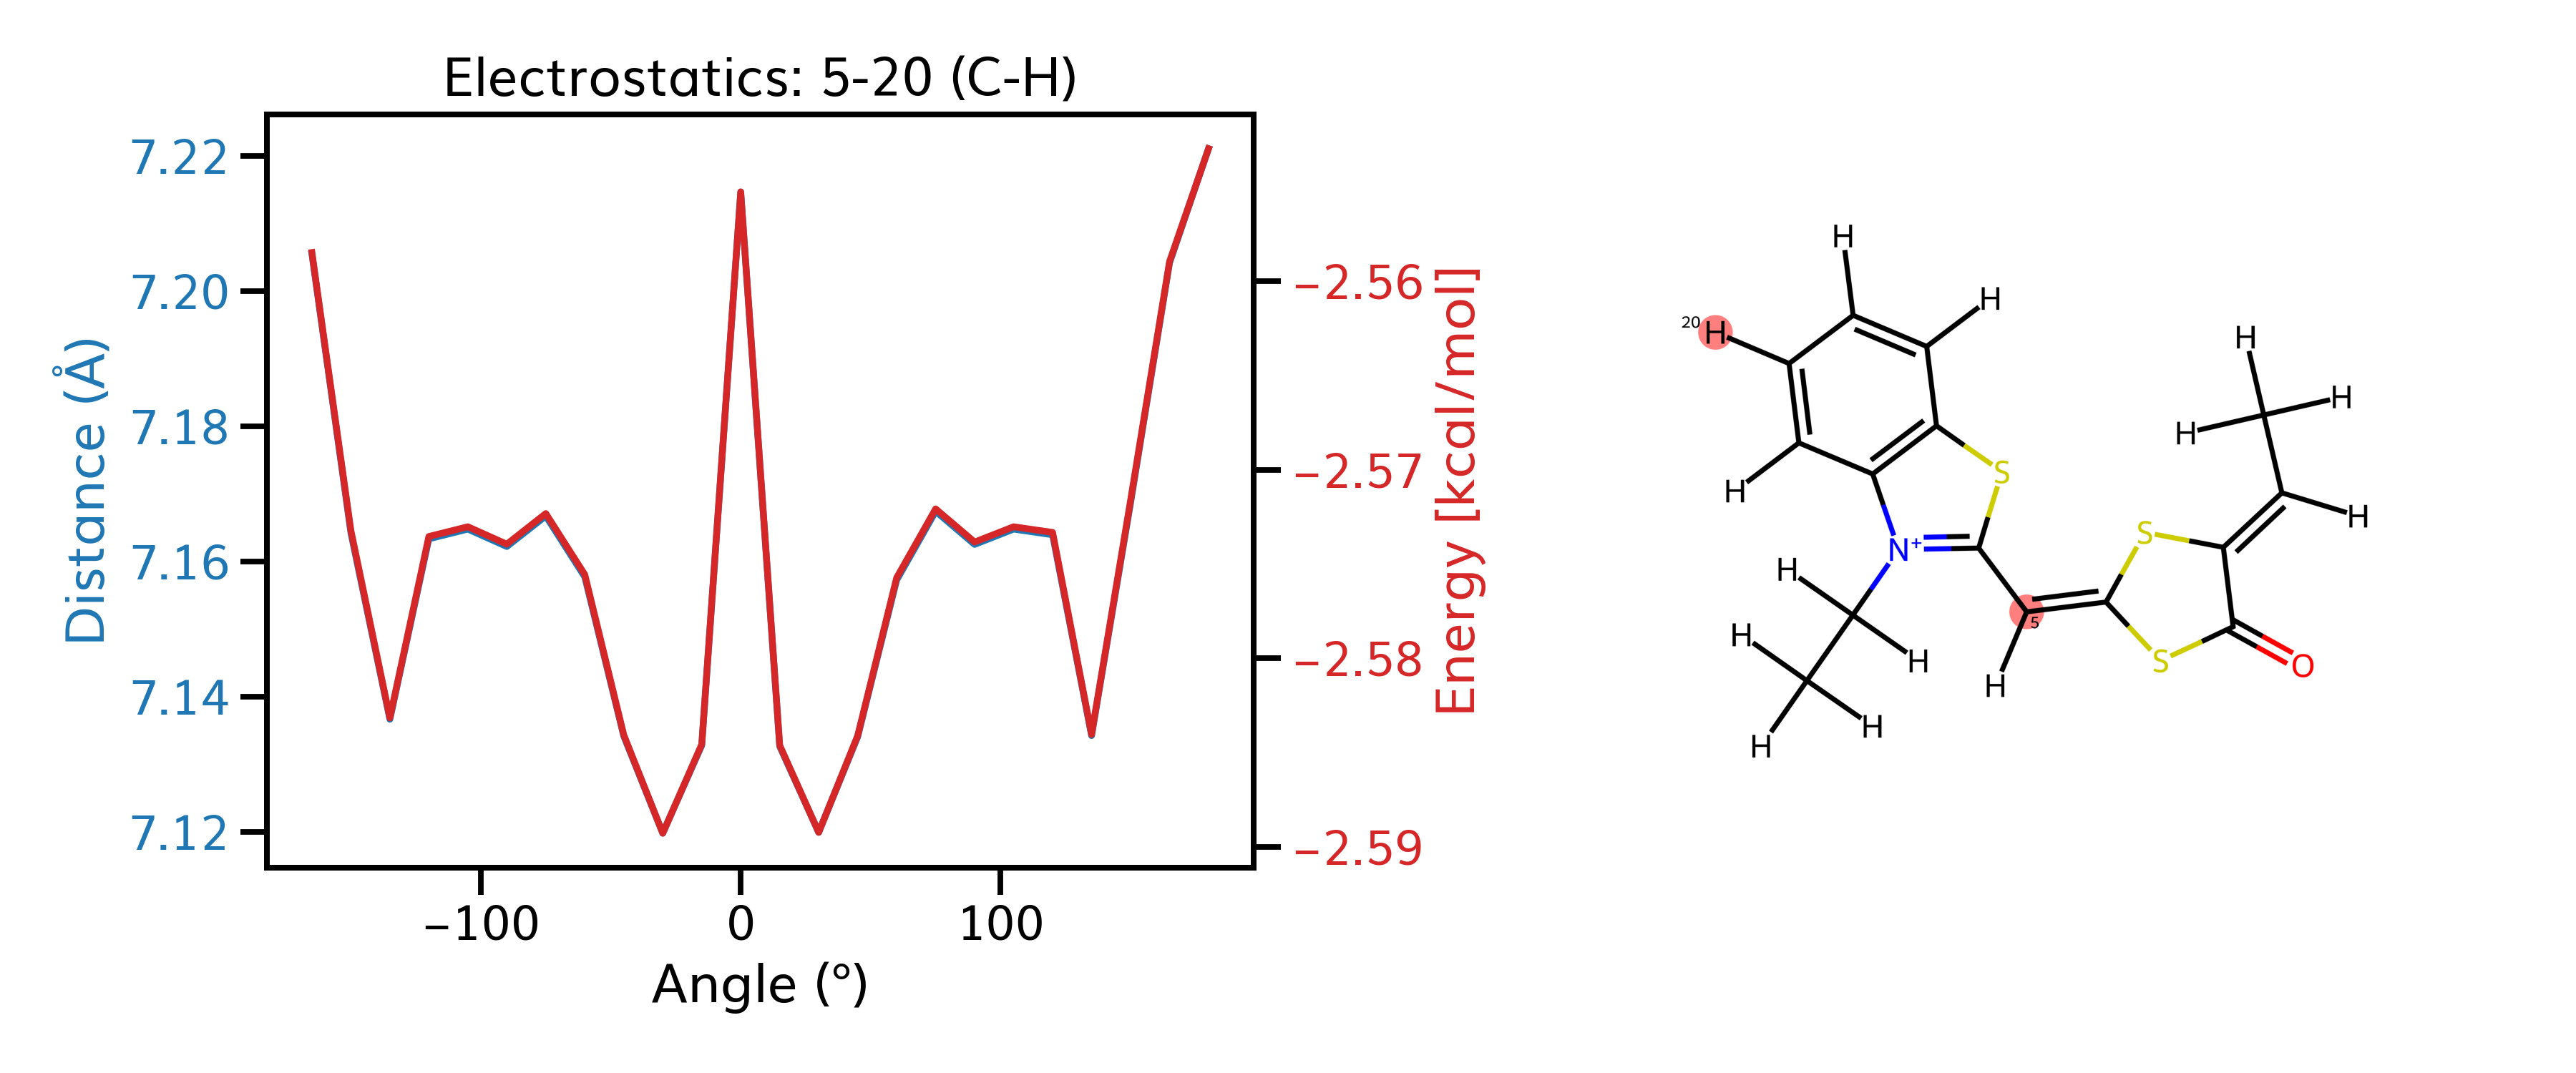 Electrostatics: 5-20 (C-H)
Distance (Å)
7.22
7.20
7.18
7.16
7.14
7.12
−100
0
100
Angle (°)
−2.56
−2.57
−2.58
−2.59
Energy [kcal/mol]
H
H
20 H
H
H
H
H
S
H
S
H
N+
H
5
H
H
S
O
H
H
H